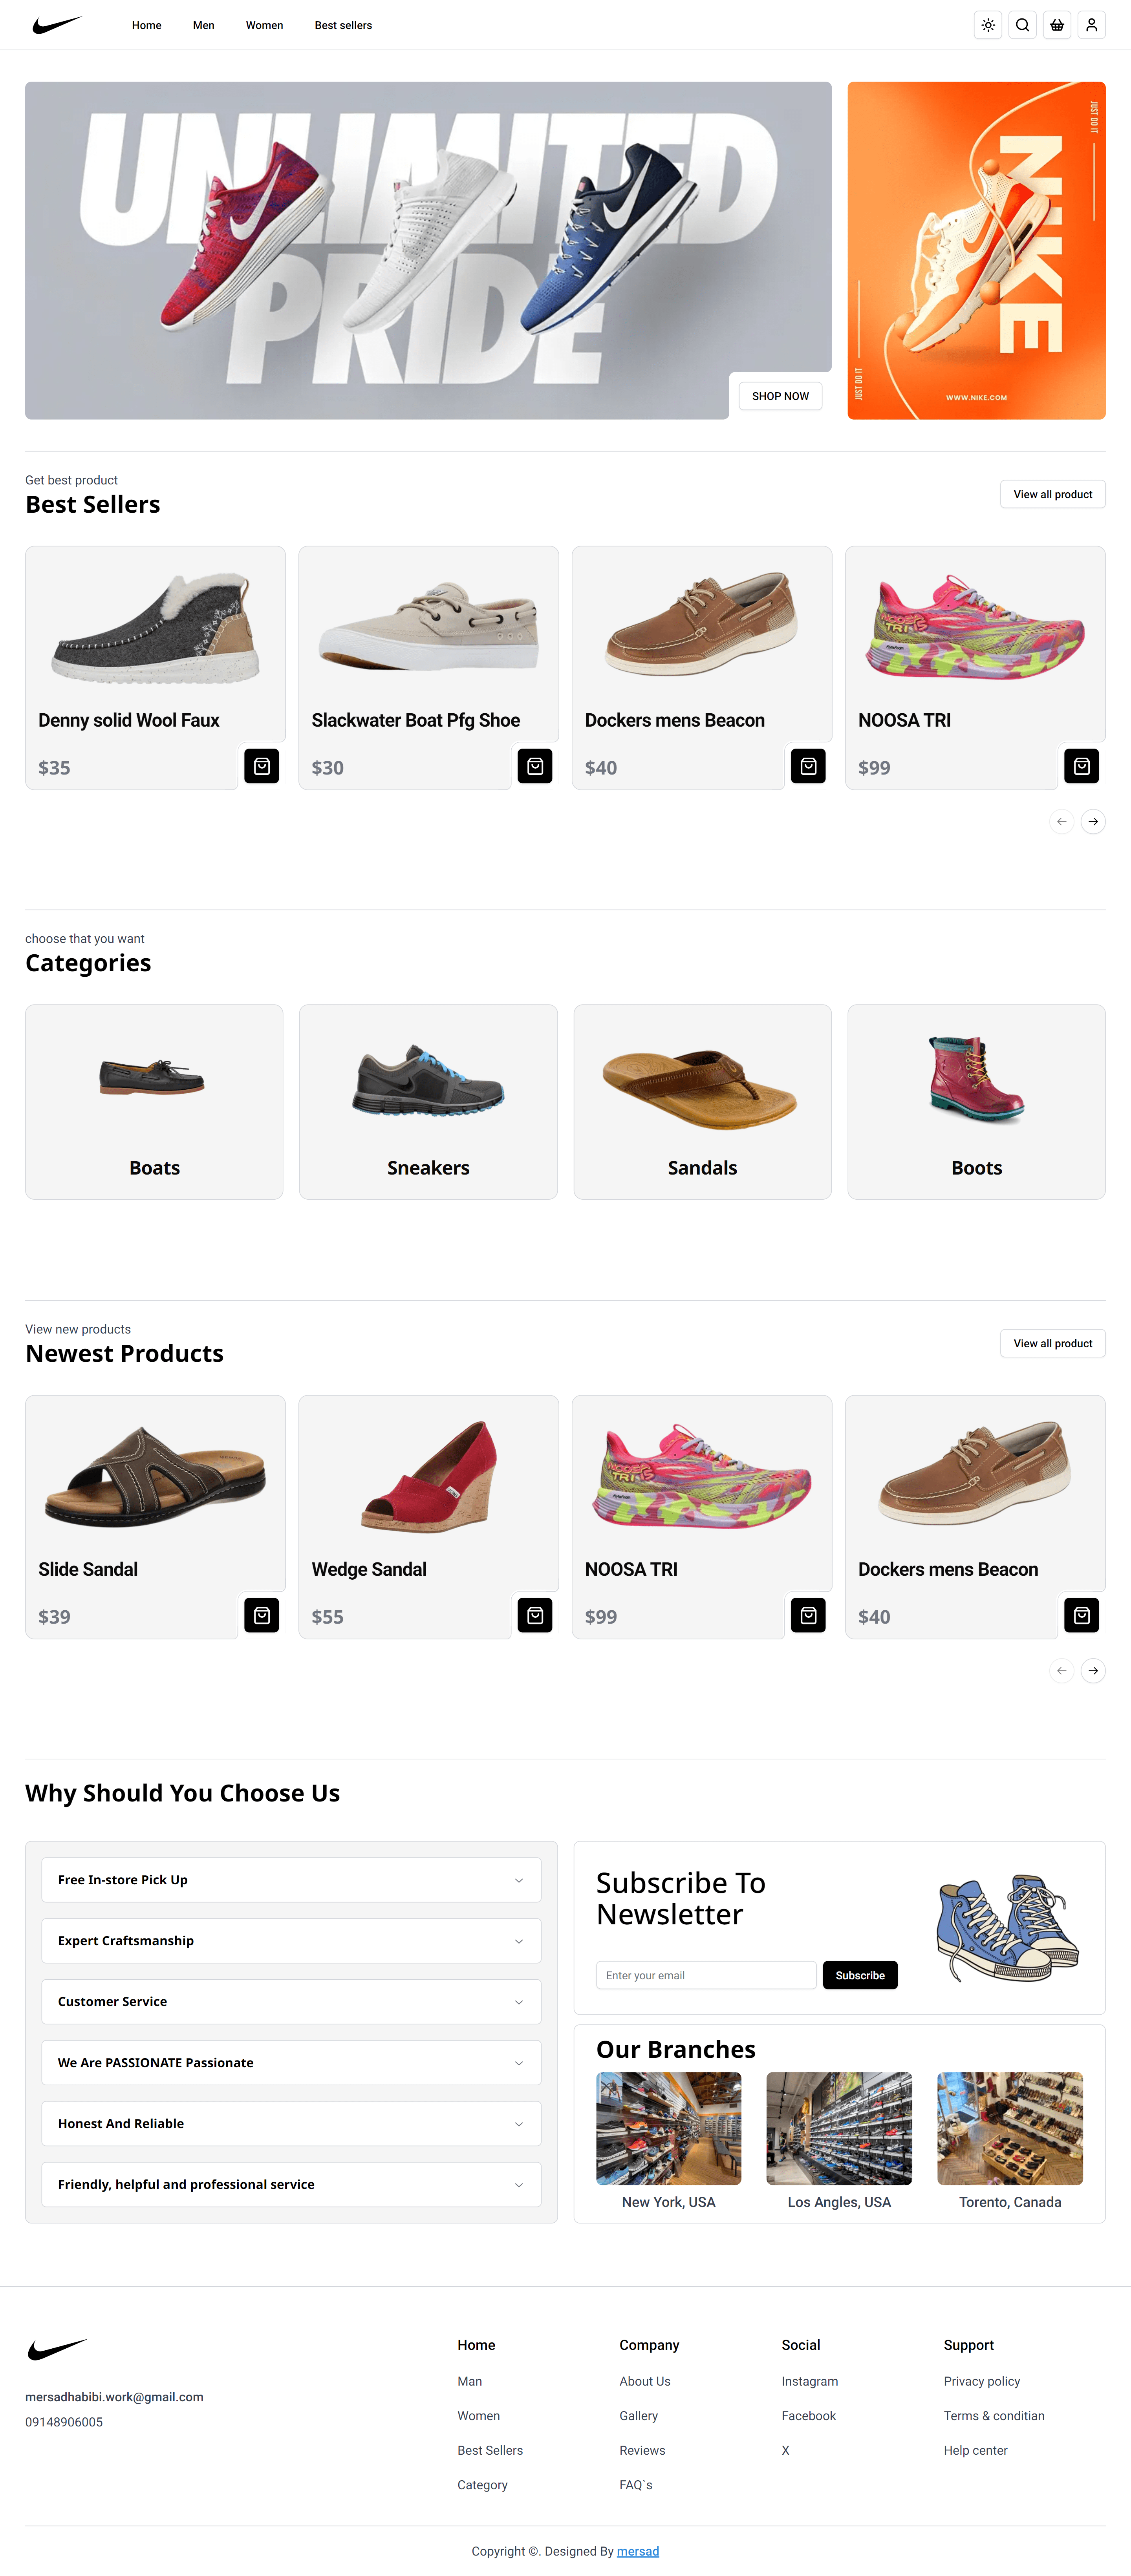 Home Men Women Best sellers
UNLIMITED
PRIDE
SHOP NOW
JUST DO IT
NIKE
JUST DO IT
WWW.NIKE.COM
Get best product
Best Sellers
View all product
Denny solid Wool Faux
$35
Slackwater Boat Pfg Shoe
$30
Dockers mens Beacon
$40
NOOSA TRI
$99
choose that you want
Categories
Boats
Sneakers
Sandals
Boots
View new products
Newest Products
View all product
Slide Sandal
$39
Wedge Sandal
$55
NOOSA TRI
$99
Dockers mens Beacon
$40
Why Should You Choose Us
Free In-store Pick Up
Expert Craftsmanship
Customer Service
We Are PASSIONATE Passionate
Honest And Reliable
Friendly, helpful and professional service
Subscribe To
Newsletter
Enter your email
Subscribe
Our Branches
New York, USA
Los Angles, USA
Torento, Canada
mersadhabibi.work@gmail.com
09148906005
Home
Man
Women
Best Sellers
Category
Company
About Us
Gallery
Reviews
FAQ`s
Social
Instagram
Facebook
X
Support
Privacy policy
Terms & conditian
Help center
Copyright ©. Designed By mersad